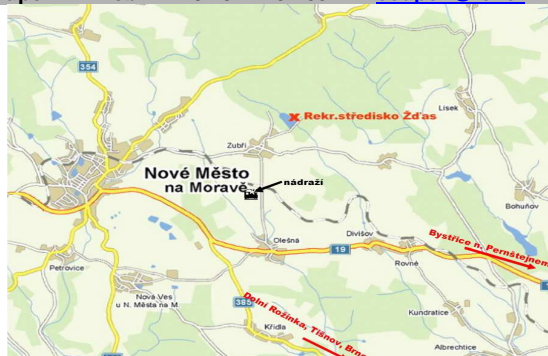 354
Rekr.středisko Žďas
Lísek
Zubří
Nové Město
na Moravě
nádraží
Bohuňov
Olešná
19
Divišov
Rovné
Bystřice n. Pernštejnem
Petrovice
Nová Ves
u N. Města na M.
385
Dolní Rožínka, Tišnov, Brno
Křídla
Kundratice
Albrechtice